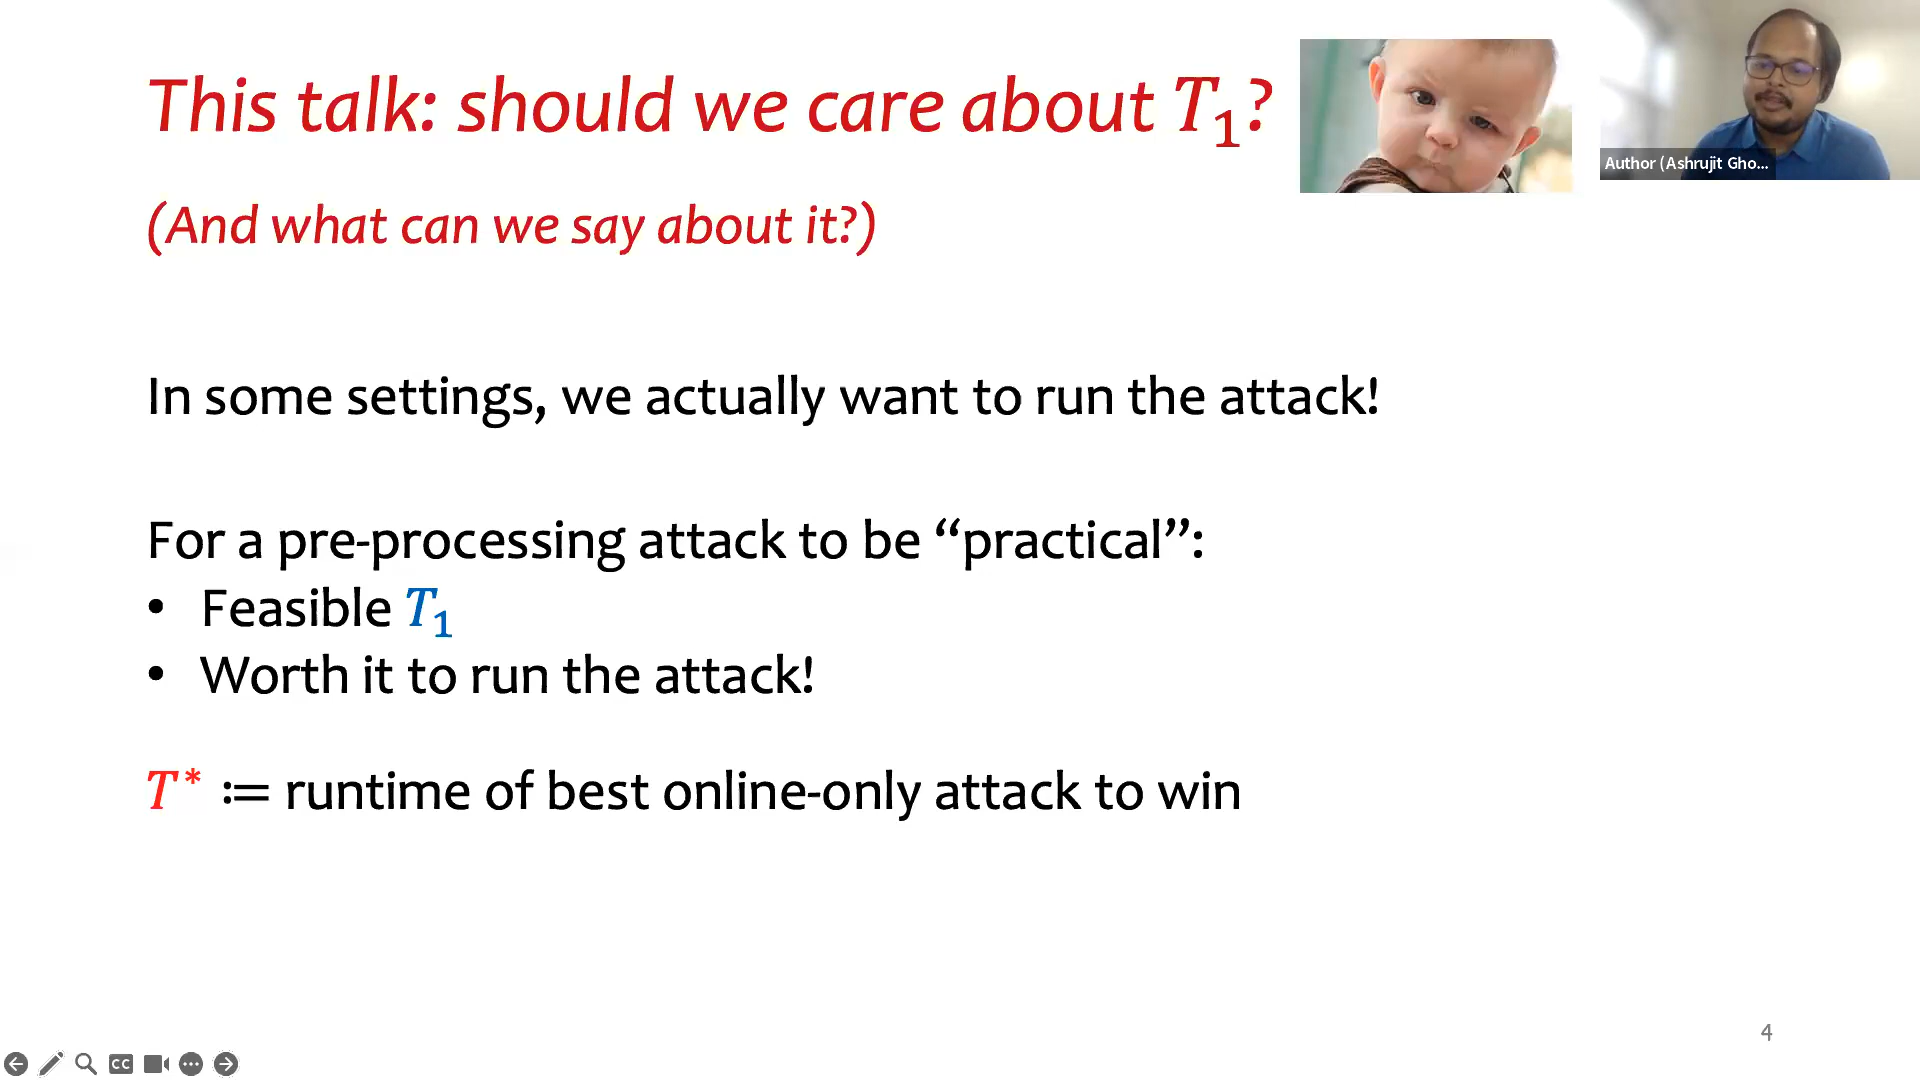 This talk: should we care about T₁?
Author (Ashrujit Gho...
(And what can we say about it?)
In some settings, we actually want to run the attack!
For a pre-processing attack to be “practical”:
• Feasible T₁
• Worth it to run the attack!
T* ≔ runtime of best online-only attack to win
4
CC